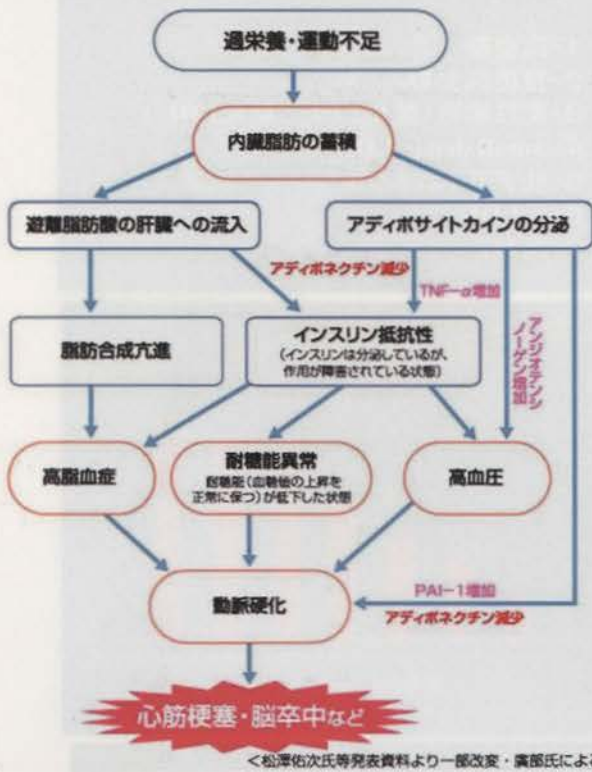 過栄養・運動不足
内臓脂肪の蓄積
遊離脂肪酸の肝臓への流入
アディポサイトカインの分泌
アディポネクチン減少
TNF-α増加
アンジオテンシ
ノーゲン増加
脂肪合成亢進
インスリン抵抗性
(インスリンは分泌しているが、
作用が障害されている状態)
高脂血症
耐糖能異常
耐糖能(血糖値の上昇を
正常に保つ)が低下した状態
高血圧
動脈硬化
PAI-1増加
アディポネクチン減少
心筋梗塞・脳卒中など
<松澤佑次氏等発表資料より一部改変・廣部氏による